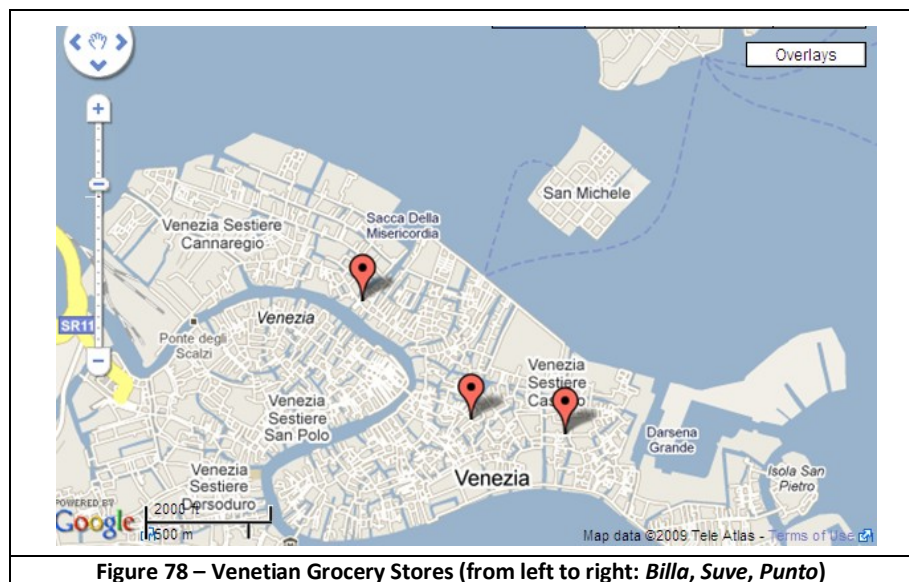 Overlays
San Michele
Sacca Della
Misericordia
Venezia Sestiere
Cannaregio
Venezia
SR11
Ponte degli
Scalzi
Venezia
Sestiere
San Polo
Venezia
Sestiere
Castello
Darsena
Grande
Isola San
Pietro
Venezia
Venezia
Sestiere
Dorsoduro
POWERED BY
Google
2000 ft
500 m
Map data ©2009 Tele Atlas - Terms of Use
Figure 78 – Venetian Grocery Stores (from left to right: Billa, Suve, Punto)